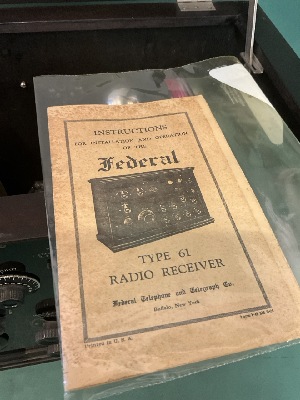 INSTRUCTIONS
FOR INSTALLATION AND OPERATION
OF THE
Federal
TYPE 61
RADIO RECEIVER
Federal Telephone and Telegraph Co.
Buffalo, New York
Printed in U. S. A.